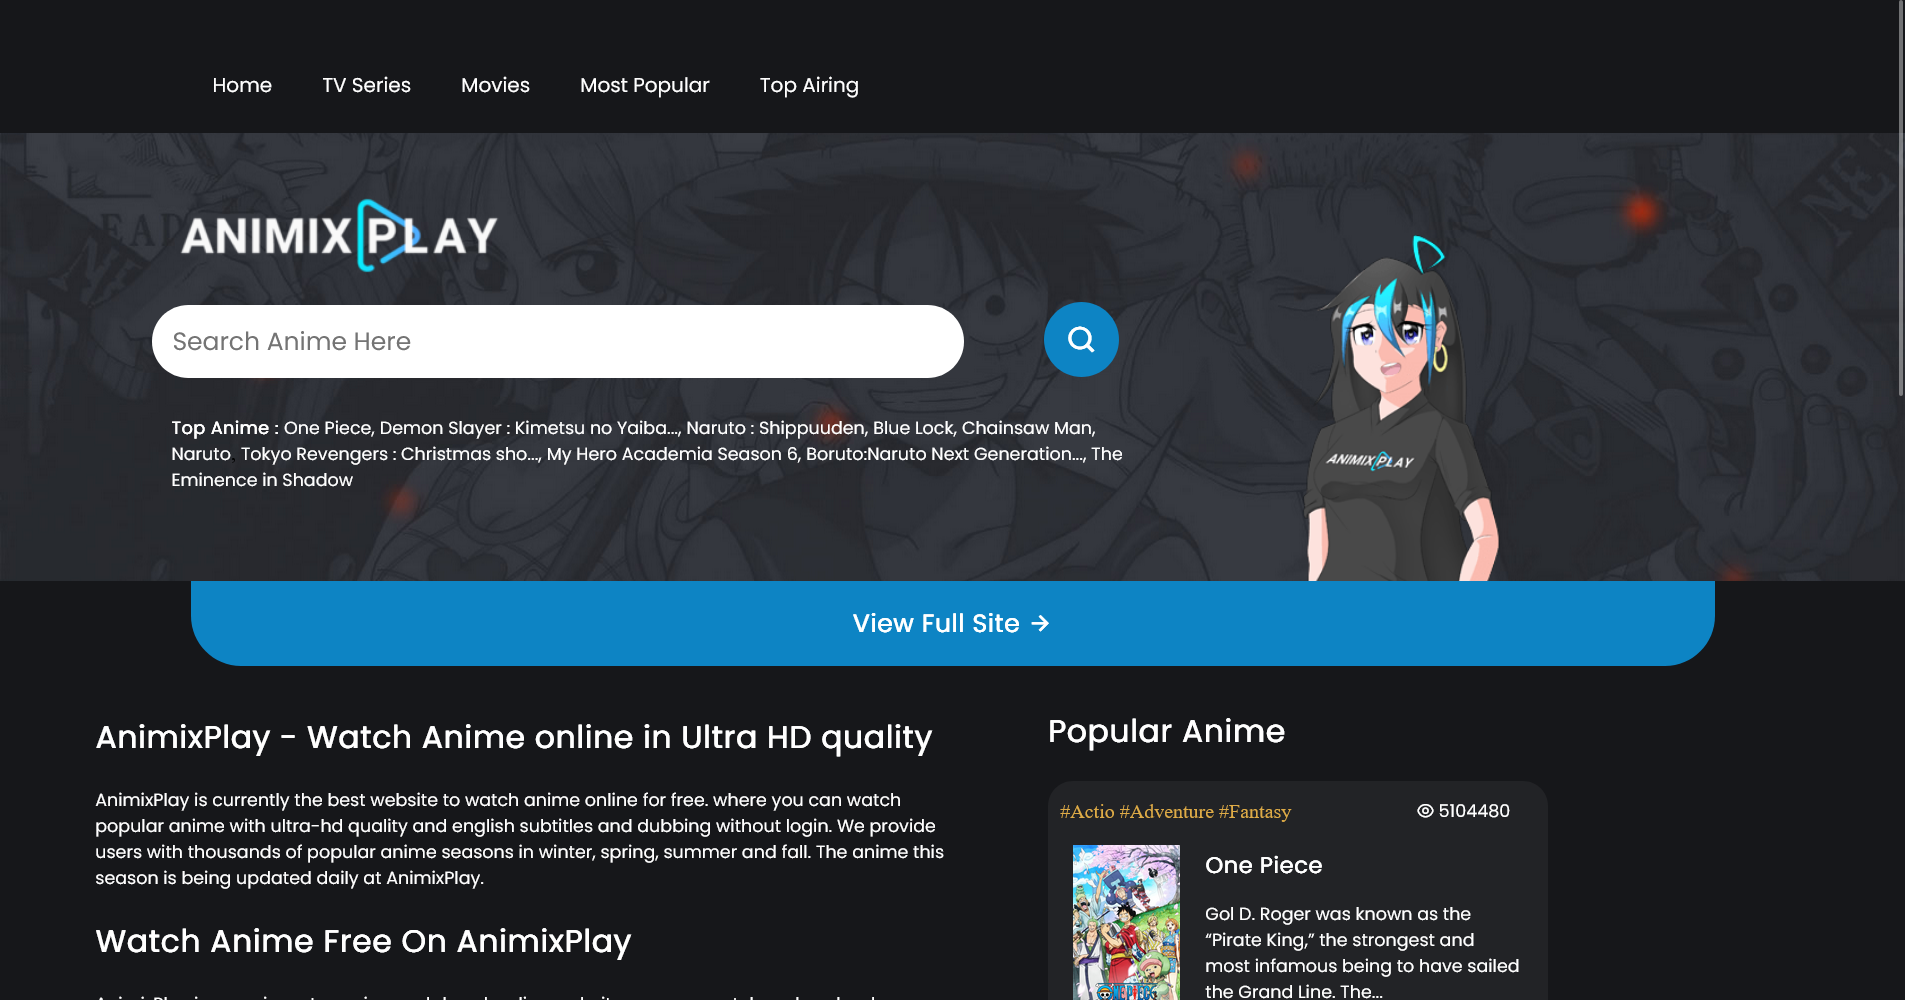 Home
TV Series
Movies
Most Popular
Top Airing
ANIMIXPLAY
Search Anime Here
Top Anime : One Piece, Demon Slayer : Kimetsu no Yaiba..., Naruto : Shippuuden, Blue Lock, Chainsaw Man,
Naruto. Tokyo Revengers : Christmas sho..., My Hero Academia Season 6, Boruto:Naruto Next Generation..., The
Eminence in Shadow
ANIMIXPLAY
View Full Site →
AnimixPlay - Watch Anime online in Ultra HD quality
AnimixPlay is currently the best website to watch anime online for free. where you can watch
popular anime with ultra-hd quality and english subtitles and dubbing without login. We provide
users with thousands of popular anime seasons in winter, spring, summer and fall. The anime this
season is being updated daily at AnimixPlay.
Watch Anime Free On AnimixPlay
Popular Anime
#Actio #Adventure #Fantasy
5104480
One Piece
Gol D. Roger was known as the
“Pirate King,” the strongest and
most infamous being to have sailed
the Grand Line. The...
ONE PIECE